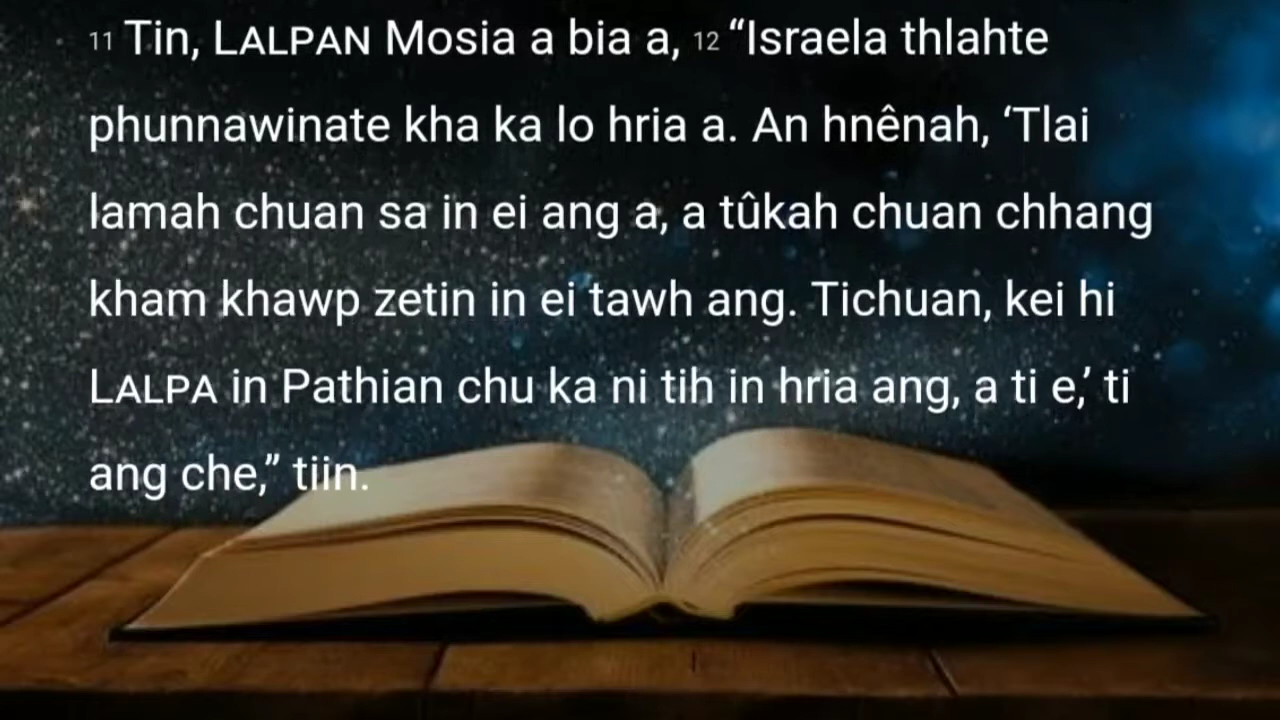 11 Tin, LALPAN Mosia a bia a, 12 “Israela thlahte
phunnawinate kha ka lo hria a. An hnênah, ‘Tlai
lamah chuan sa in ei ang a, a tûkah chuan chhang
kham khawp zetin in ei tawh ang. Tichuan, kei hi
LALPA in Pathian chu ka ni tih in hria ang, a ti e,’ ti
ang che,” tiin.